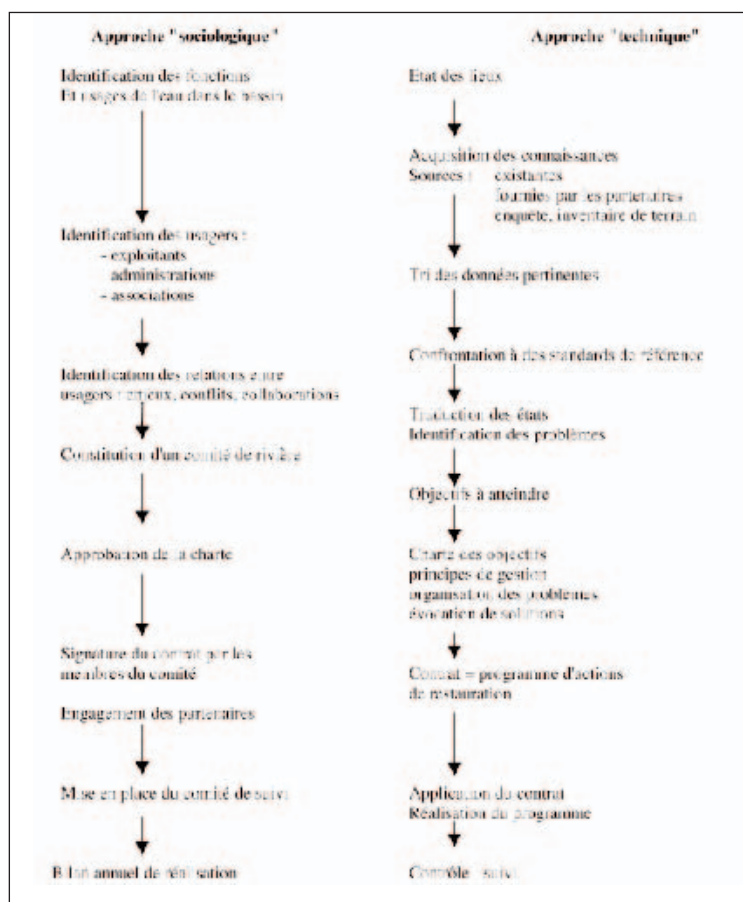 Approche "sociologique"
Identification des fonctions
Et usages de l'eau dans le bassin
Identification des usagers :
- exploitants
administrations
- associations
Identification des relations entre
usagers : enjeux, conflits, collaborations
Constitution d'un comité de rivière
Approbation de la charte
Signature du contrat par les
membres du comité
Engagement des partenaires
Mise en place du comité de suivi
Bilan annuel de réalisation
Approche "technique"
Etat des lieux
Acquisition des connaissances
Sources : existantes
fournies par les partenaires
enquête, inventaire de terrain
Tri des données pertinentes
Confrontation à des standards de référence
Traduction des états
Identification des problèmes
Objectifs à atteindre
Charte des objectifs
principes de gestion
organisation des problèmes
évocation de solutions
Contrat = programme d'actions
de restauration
Application du contrat
Réalisation du programme
Contrôle suivi